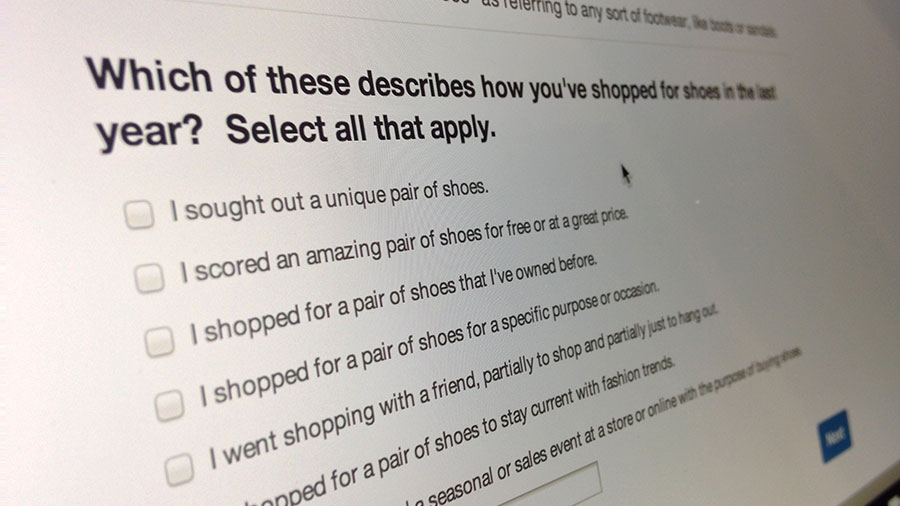 as referring to any sort of footwear, like boots or sandals
Which of these describes how you've shopped for shoes in the last
year? Select all that apply.
I sought out a unique pair of shoes.
I scored an amazing pair of shoes for free or at a great price.
I shopped for a pair of shoes that I've owned before.
I shopped for a pair of shoes for a specific purpose or occasion.
I went shopping with a friend, partially to shop and partially just to hang out.
for a pair of shoes to stay current with fashion trends.
a seasonal or sales event at a store or online with the purpose of buying shoes
Next